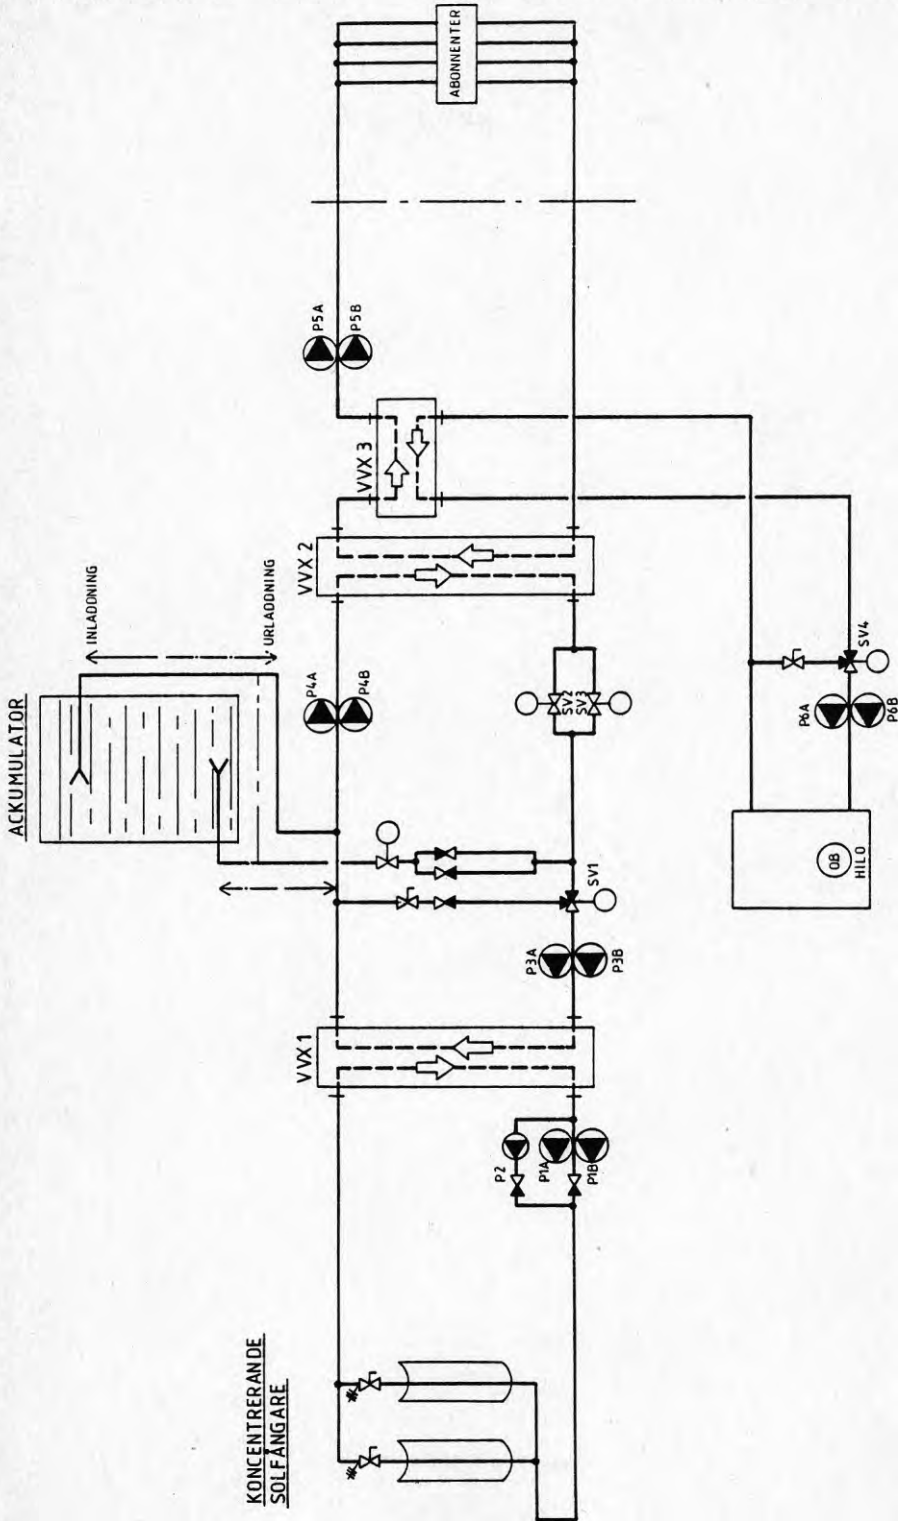 KONCENTRERANDE
SOLFÅNGARE
ACKUMULATOR
INLADDNING
URLADDNING
VVX 1
P2
P1A
P1B
P3A
P3B
SV1
P4A
P4B
SV2
SV3
VVX 2
VVX 3
P5A
P5B
ABONNENTER
SV4
P6A
P6B
OB
HILO